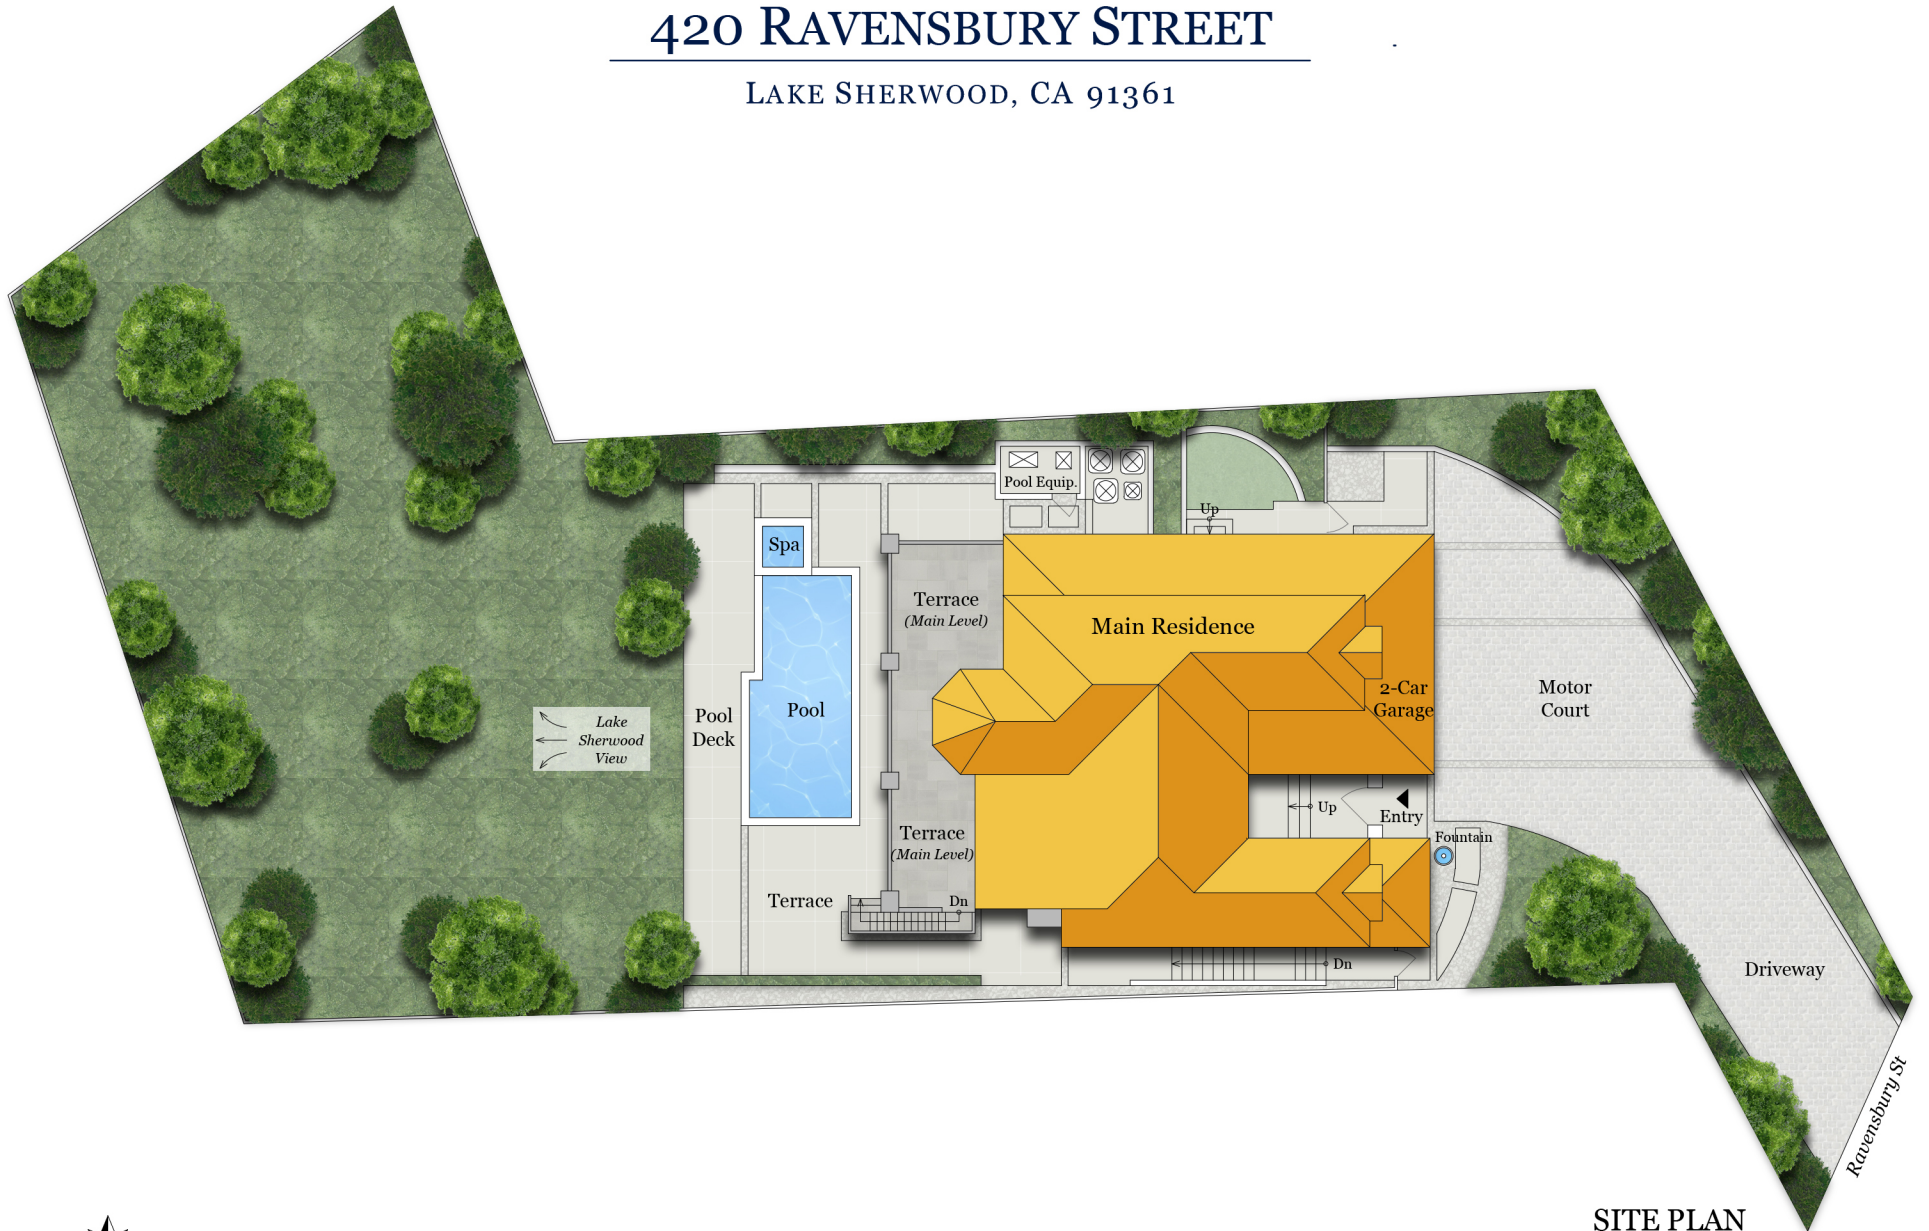 420 RAVENSBURY STREET
LAKE SHERWOOD, CA 91361
Pool Equip.
Up
Spa
Terrace
(Main Level)
Main Residence
2-Car
Garage
Motor
Court
Pool
Deck
Pool
Lake
Sherwood
View
Up
Entry
Fountain
Terrace
(Main Level)
Terrace
Dn
Dn
Driveway
Ravensbury St
SITE PLAN